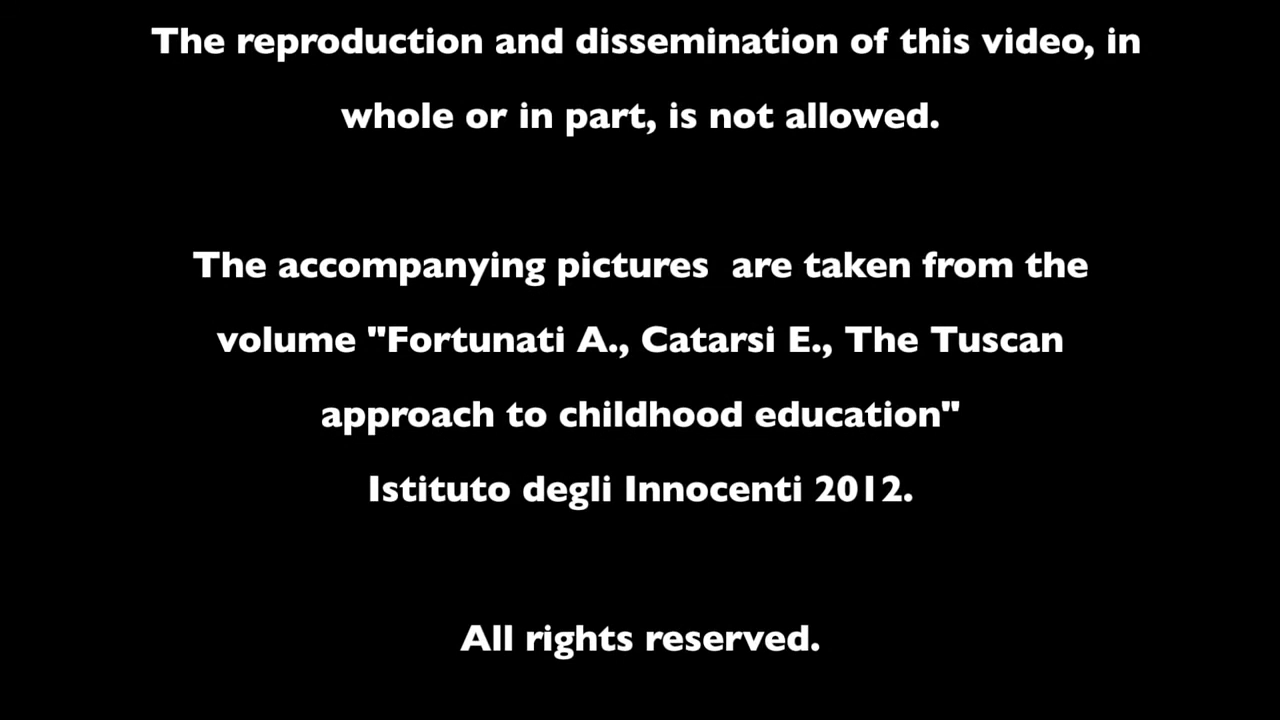 The reproduction and dissemination of this video, in
whole or in part, is not allowed.
The accompanying pictures  are taken from the
volume "Fortunati A., Catarsi E., The Tuscan
approach to childhood education"
Istituto degli Innocenti 2012.
All rights reserved.